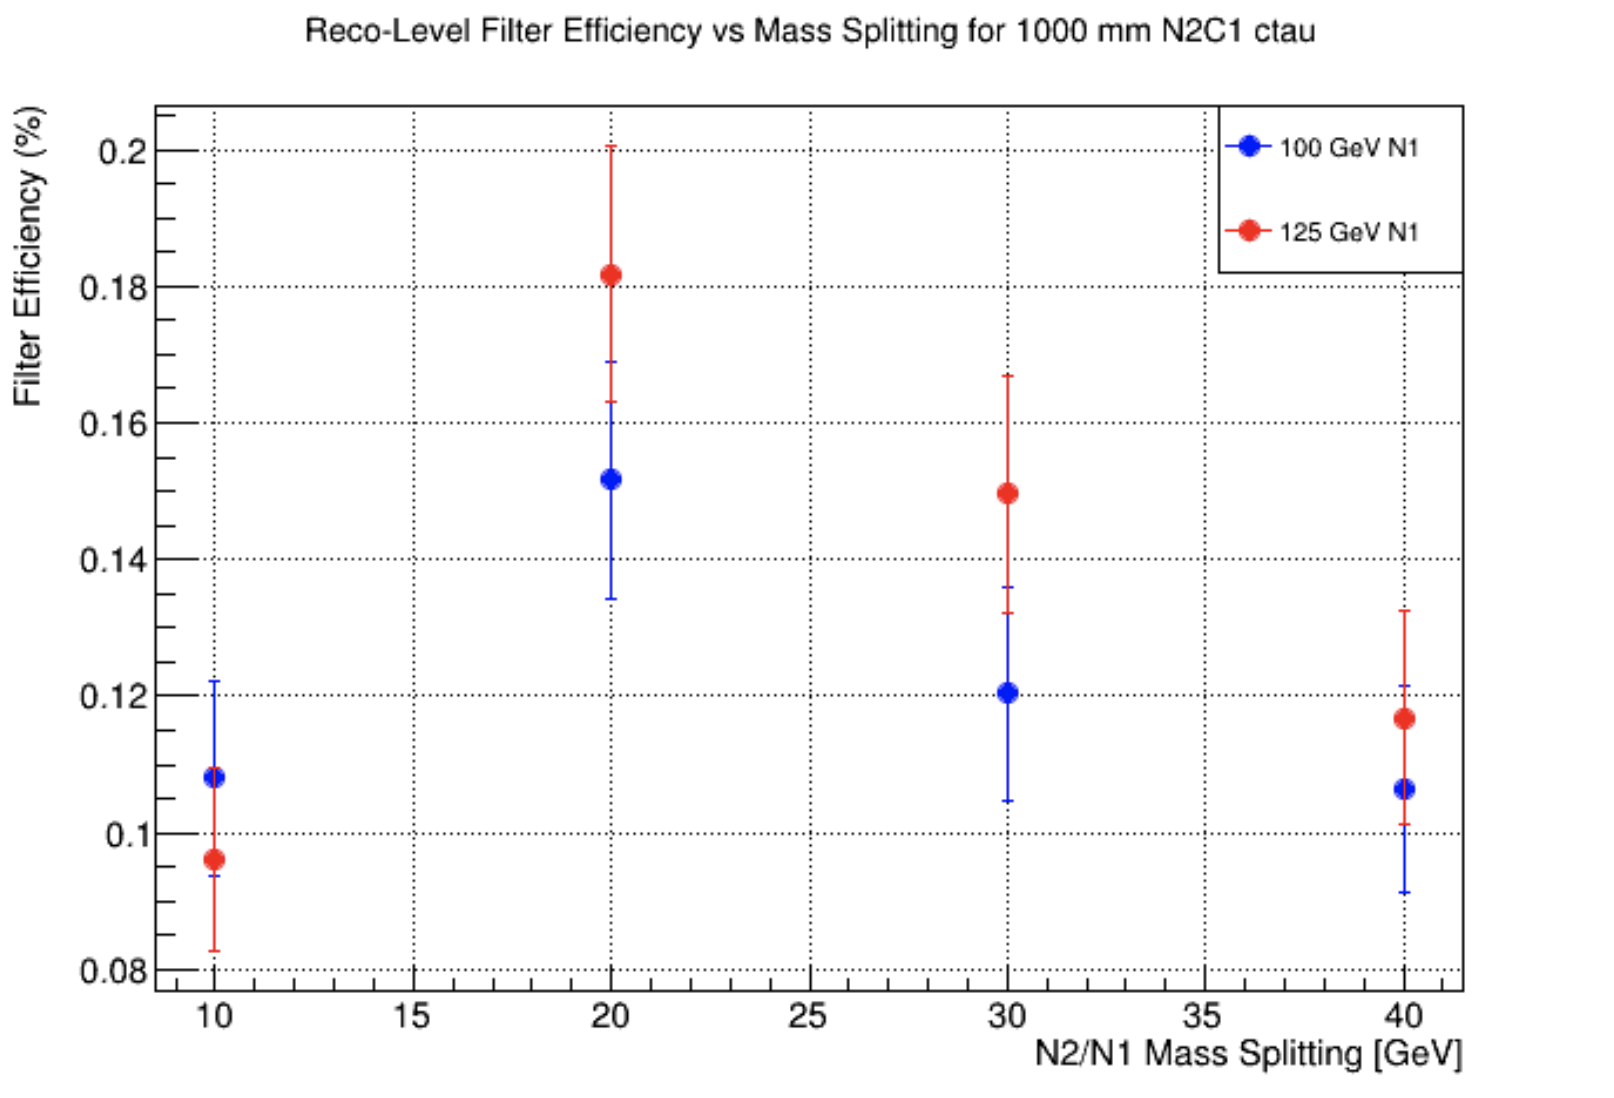 Reco-Level Filter Efficiency vs Mass Splitting for 1000 mm N2C1 ctau
Filter Efficiency (%)
100 GeV N1
125 GeV N1
0.2
0.18
0.16
0.14
0.12
0.1
0.08
10 15 20 25 30 35 40
N2/N1 Mass Splitting [GeV]